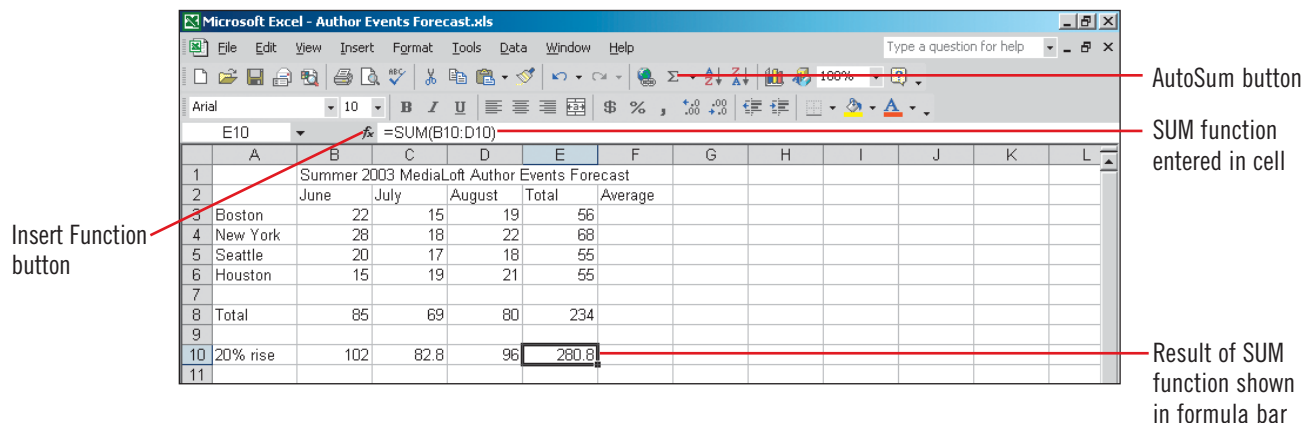 Microsoft Excel - Author Events Forecast.xls
File Edit View Insert Format Tools Data Window Help
Type a question for help
ABC Σ 100%
Arial 10 B I U $ % ,
E10 fx =SUM(B10:D10)
A B C D E F G H I J K L
1 Summer 2003 MediaLoft Author Events Forecast
2 June July August Total Average
3 Boston 22 15 19 56
4 New York 28 18 22 68
5 Seattle 20 17 18 55
6 Houston 15 19 21 55
7
8 Total 85 69 80 234
9
10 20% rise 102 82.8 96 280.8
11
Insert Function
button
AutoSum button
SUM function
entered in cell
Result of SUM
function shown
in formula bar